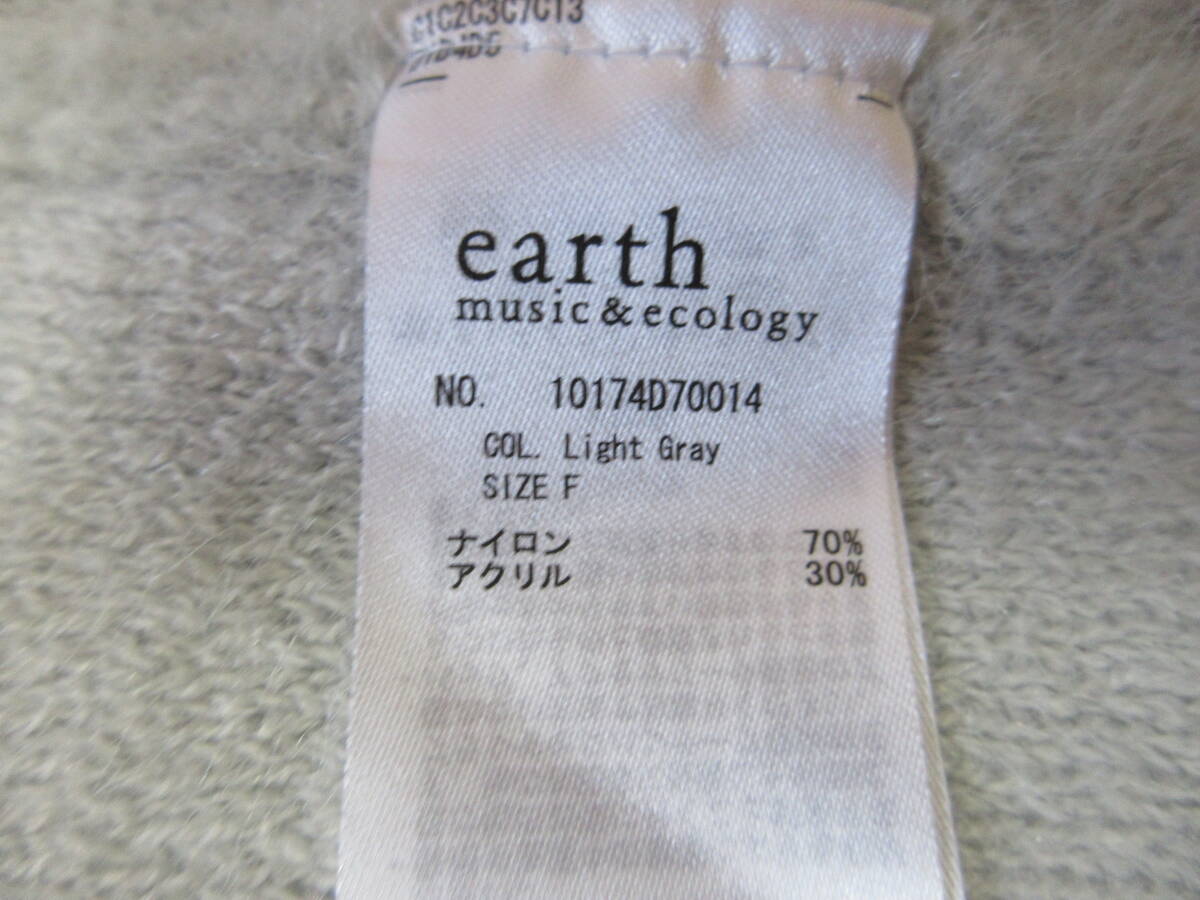 C1C2C3C7C13
earth
music&ecology
NO. 10174D70014
COL. Light Gray
SIZE F
ナイロン 70%
アクリル 30%